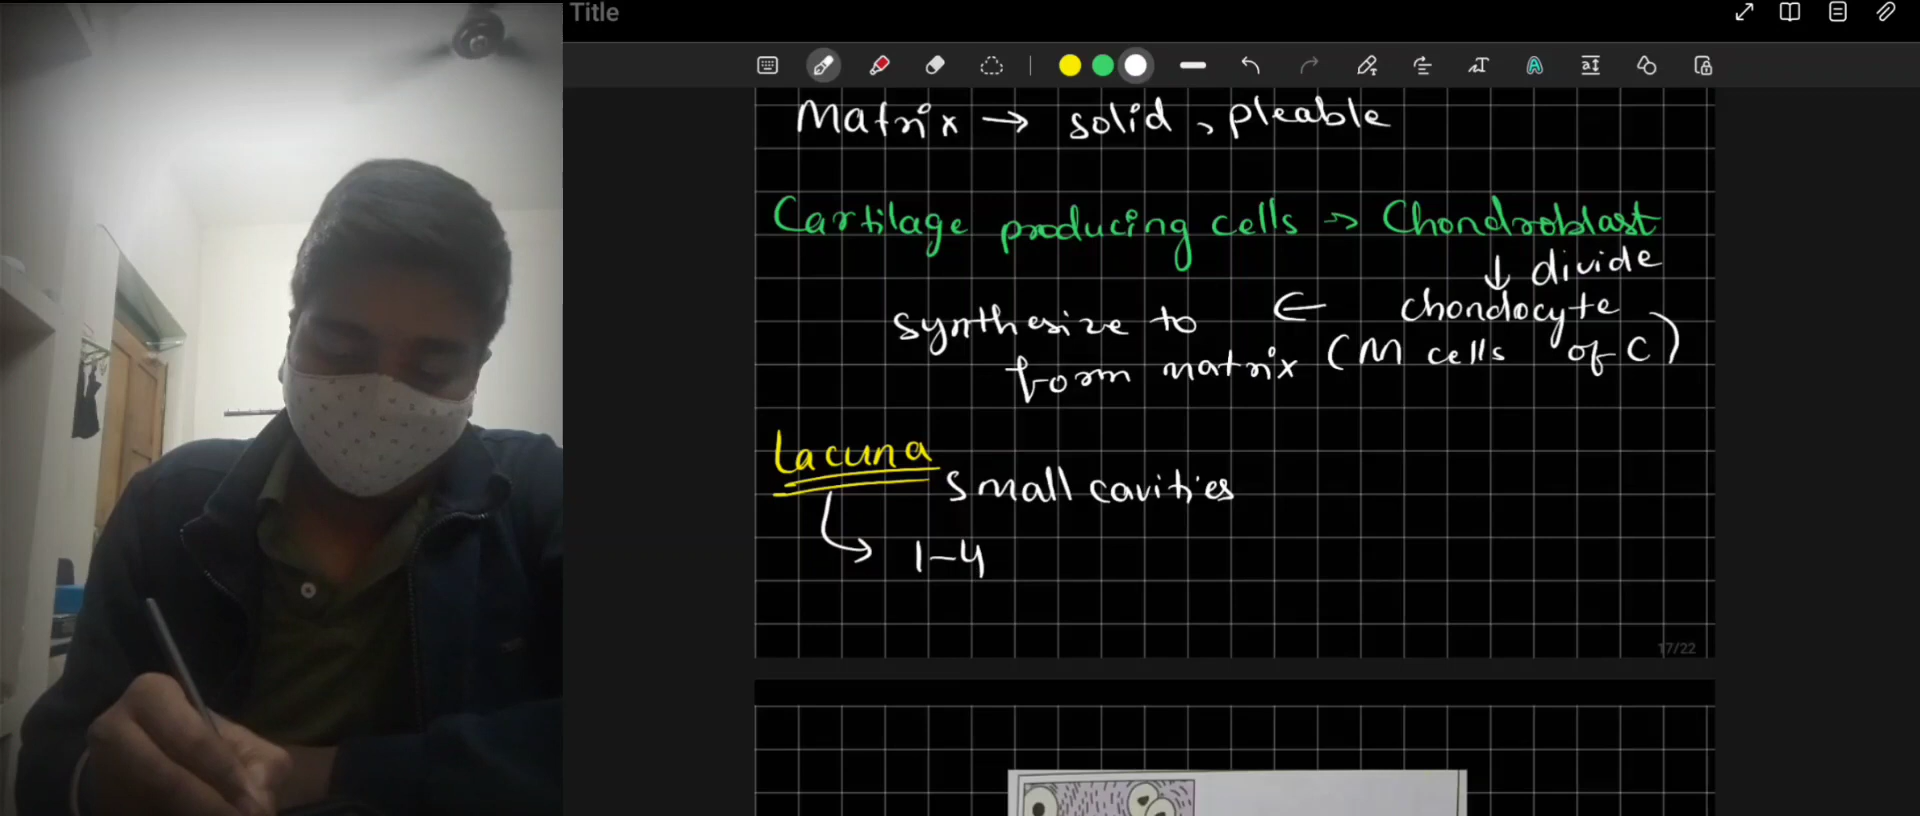 Title
Matrix → solid, pleable
Cartilage producing cells → Chondroblast
↓ divide
synthesize to ← chondocyte
form matrix (M cells of C)
Lacuna small cavities
↳ 1-4
17/22